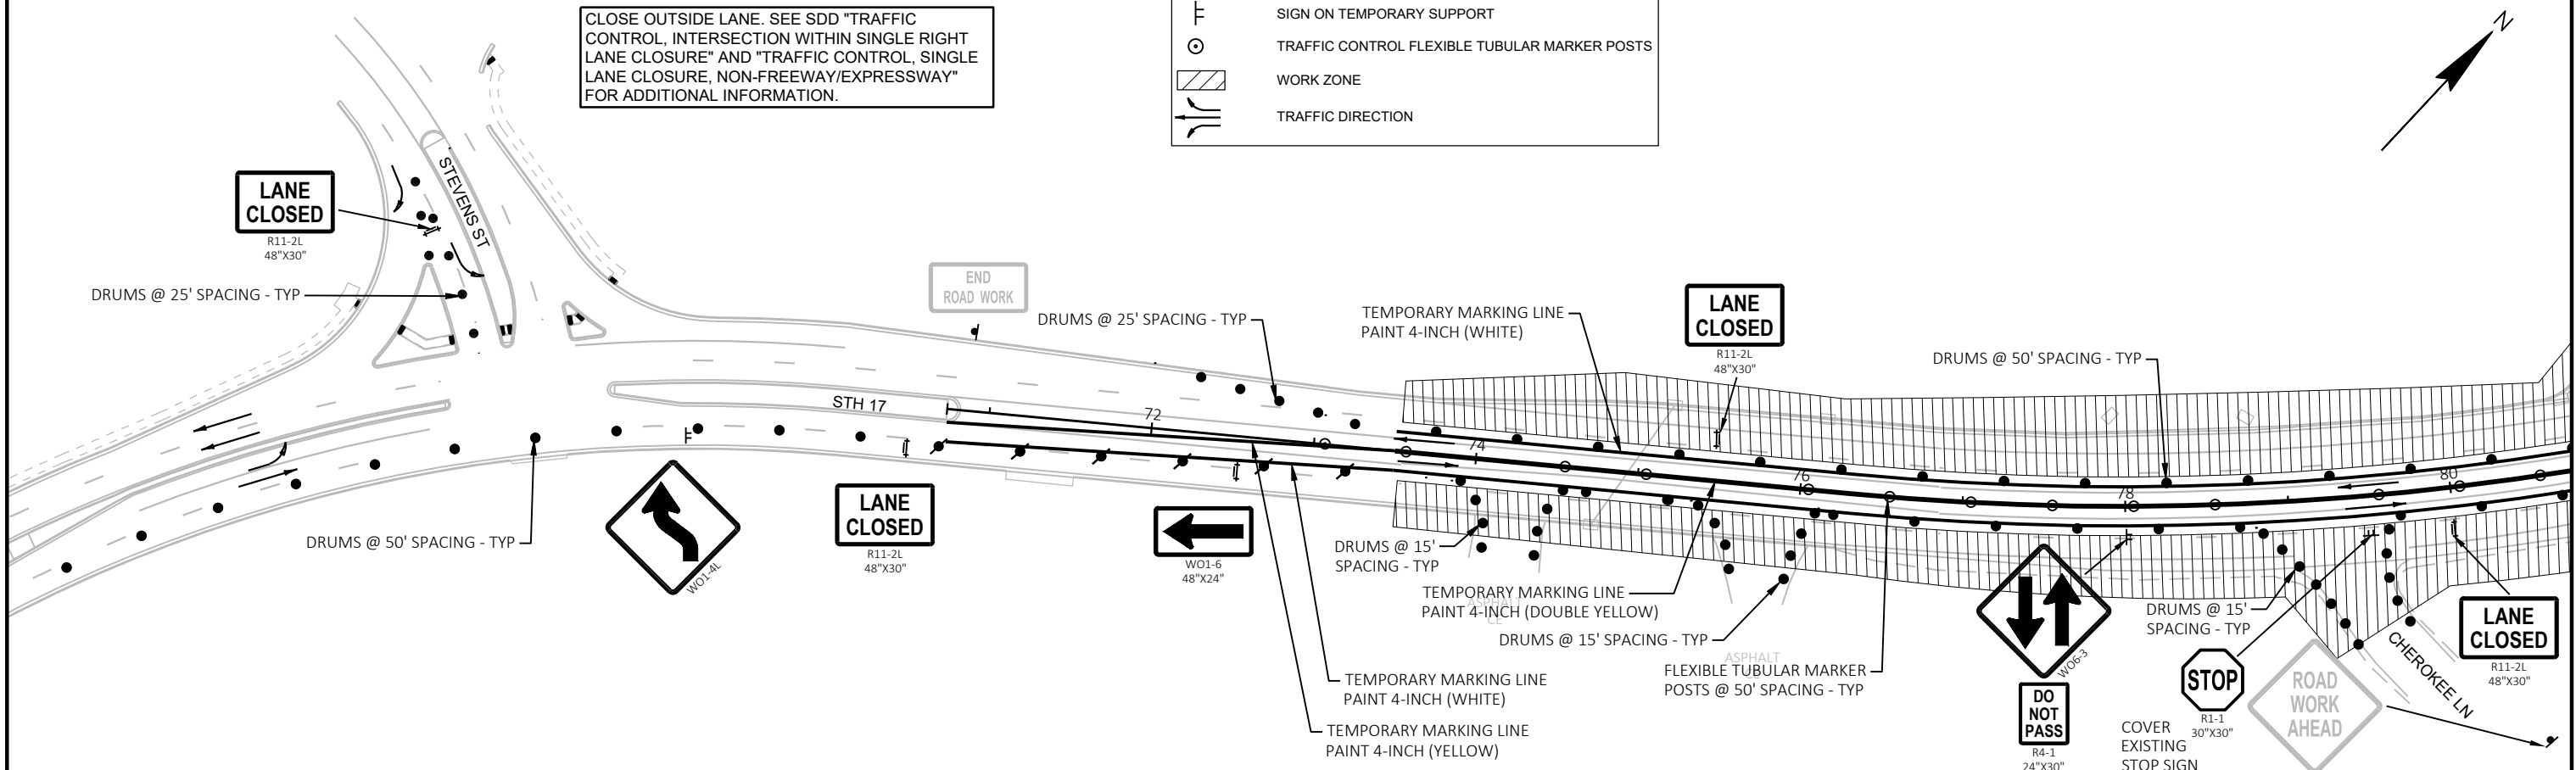 CLOSE OUTSIDE LANE. SEE SDD "TRAFFIC
CONTROL, INTERSECTION WITHIN SINGLE RIGHT
LANE CLOSURE" AND "TRAFFIC CONTROL, SINGLE
LANE CLOSURE, NON-FREEWAY/EXPRESSWAY"
FOR ADDITIONAL INFORMATION.
SIGN ON TEMPORARY SUPPORT
TRAFFIC CONTROL FLEXIBLE TUBULAR MARKER POSTS
WORK ZONE
TRAFFIC DIRECTION
N
STEVENS ST
LANE
CLOSED
R11-2L
48"X30"
DRUMS @ 25' SPACING - TYP
END
ROAD WORK
DRUMS @ 25' SPACING - TYP
TEMPORARY MARKING LINE
PAINT 4-INCH (WHITE)
LANE
CLOSED
R11-2L
48"X30"
DRUMS @ 50' SPACING - TYP
STH 17
72
74
76
78
80
DRUMS @ 50' SPACING - TYP
WO1-4L
LANE
CLOSED
R11-2L
48"X30"
WO1-6
48"X24"
DRUMS @ 15'
SPACING - TYP
TEMPORARY MARKING LINE
PAINT 4-INCH (DOUBLE YELLOW)
ASPHALT
CE
DRUMS @ 15' SPACING - TYP
ASPHALT
FLEXIBLE TUBULAR MARKER
POSTS @ 50' SPACING - TYP
TEMPORARY MARKING LINE
PAINT 4-INCH (WHITE)
TEMPORARY MARKING LINE
PAINT 4-INCH (YELLOW)
WO6-3
DO
NOT
PASS
R4-1
24"X30"
DRUMS @ 15'
SPACING - TYP
STOP
R1-1
30"X30"
COVER
EXISTING
STOP SIGN
ROAD
WORK
AHEAD
CHEROKEE LN
LANE
CLOSED
R11-2L
48"X30"